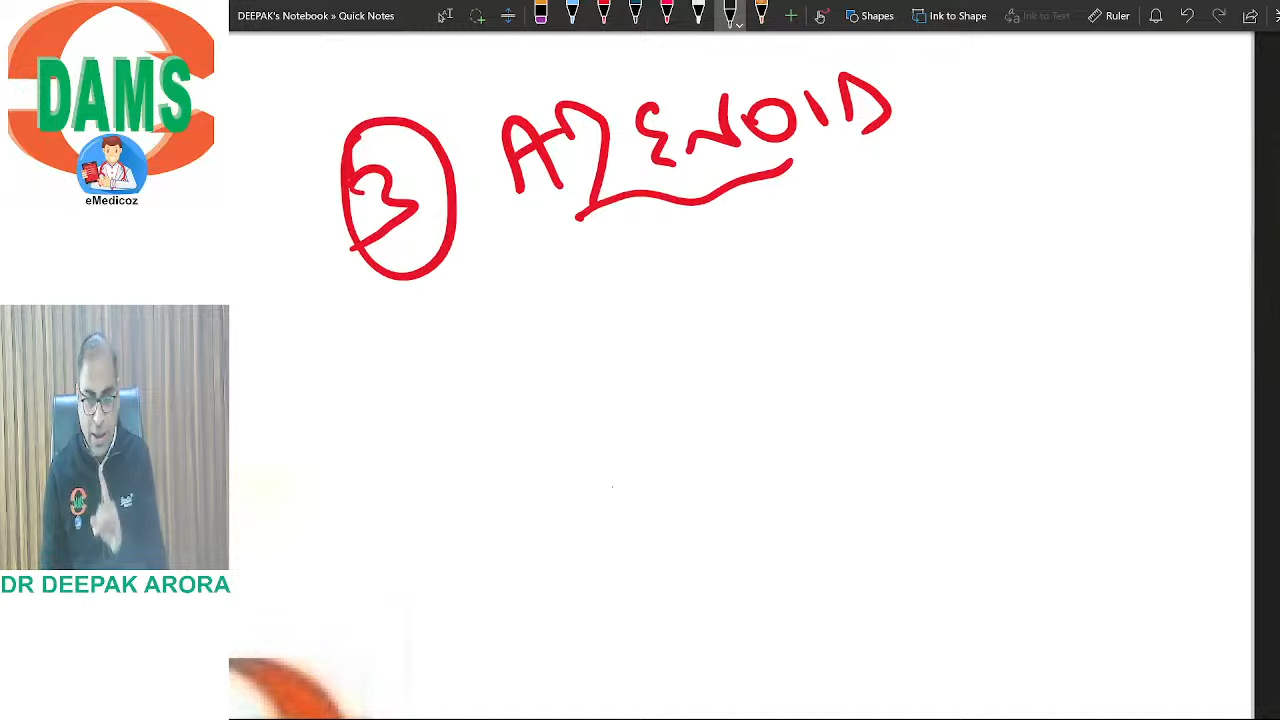 DEEPAK's Notebook » Quick Notes
Shapes
Ink to Shape
Ink to Text
Ruler
DAMS
eMedicoz
3 ADENOID
DR DEEPAK ARORA